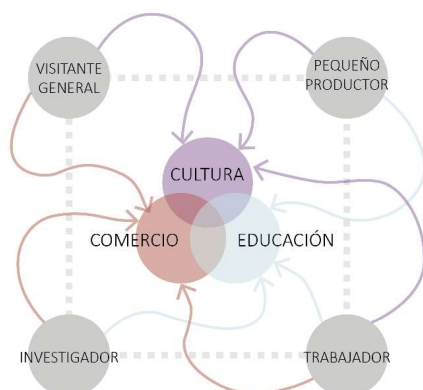 VISITANTE
GENERAL
PEQUEÑO
PRODUCTOR
CULTURA
COMERCIO
EDUCACIÓN
INVESTIGADOR
TRABAJADOR